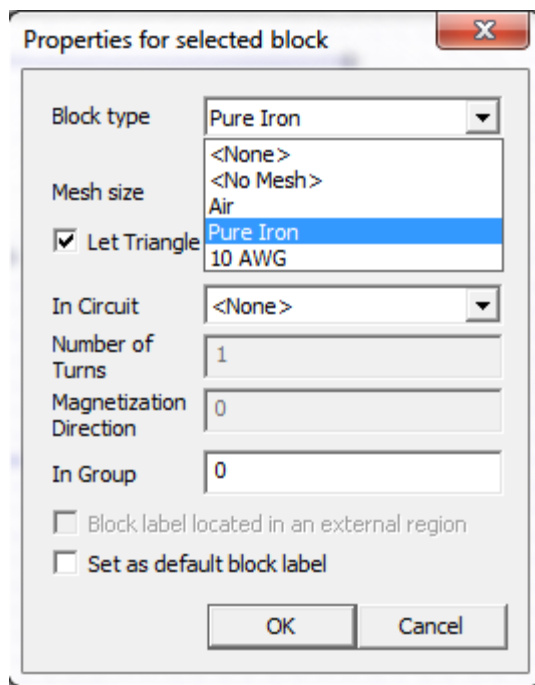 Properties for selected block
x
Block type
Pure Iron
<None>
<No Mesh>
Air
Pure Iron
10 AWG
Mesh size
Let Triangle
In Circuit
<None>
Number of
Turns
1
Magnetization
Direction
0
In Group
0
Block label located in an external region
Set as default block label
OK
Cancel